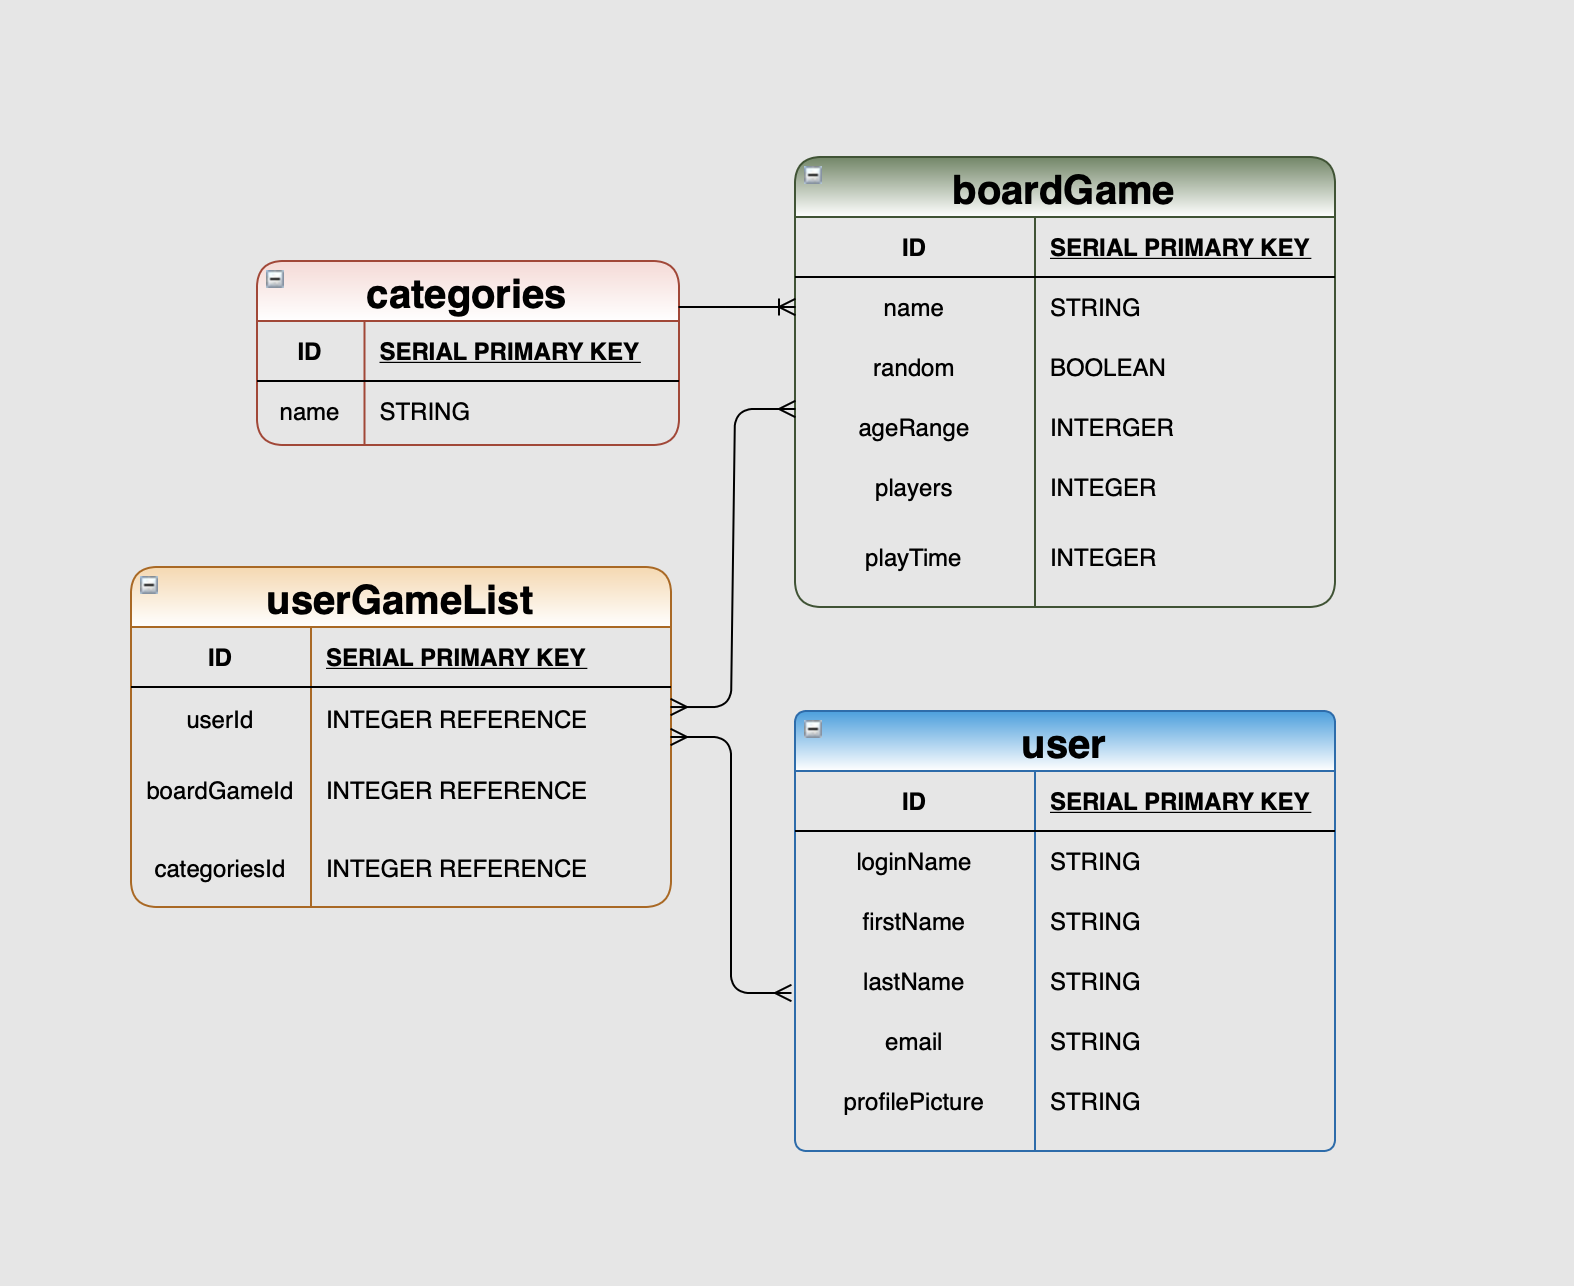 categories
ID SERIAL PRIMARY KEY
name STRING
boardGame
ID SERIAL PRIMARY KEY
name STRING
random BOOLEAN
ageRange INTERGER
players INTEGER
playTime INTEGER
userGameList
ID SERIAL PRIMARY KEY
userId INTEGER REFERENCE
boardGameId INTEGER REFERENCE
categoriesId INTEGER REFERENCE
user
ID SERIAL PRIMARY KEY
loginName STRING
firstName STRING
lastName STRING
email STRING
profilePicture STRING